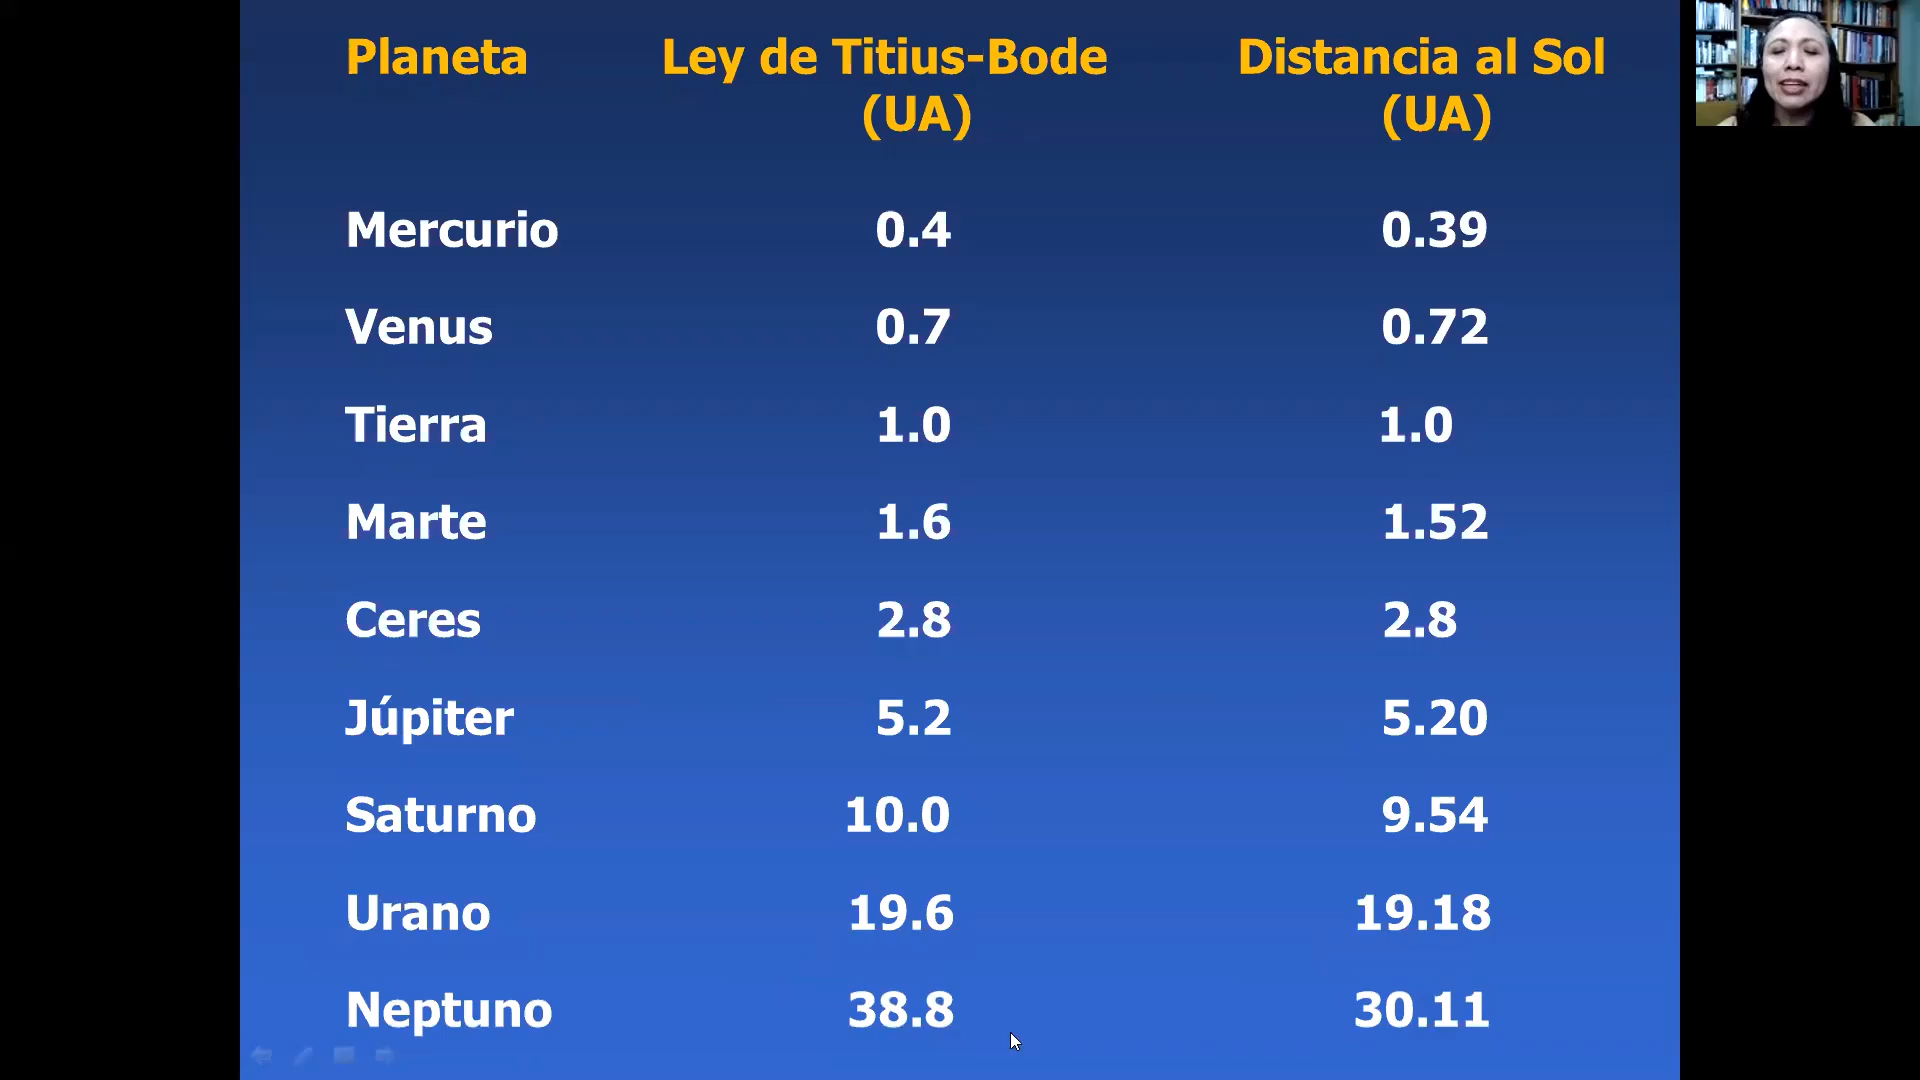 Planeta Ley de Titius-Bode Distancia al Sol
(UA) (UA)
Mercurio 0.4 0.39
Venus 0.7 0.72
Tierra 1.0 1.0
Marte 1.6 1.52
Ceres 2.8 2.8
Júpiter 5.2 5.20
Saturno 10.0 9.54
Urano 19.6 19.18
Neptuno 38.8 30.11